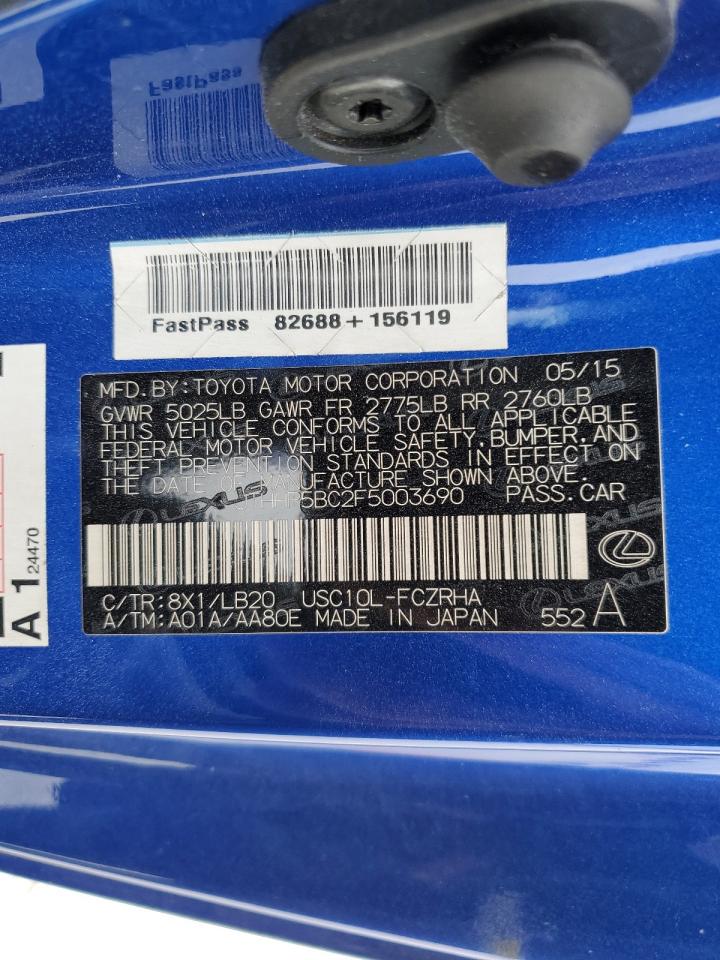 FastPass
FastPass 82688+156119
MFD. BY: TOYOTA MOTOR CORPORATION 05/15
GVWR 5025LB GAWR FR 2775LB RR 2760LB
THIS VEHICLE CONFORMS TO ALL APPLICABLE
FEDERAL MOTOR VEHICLE SAFETY, BUMPER, AND
THEFT PREVENTION STANDARDS IN EFFECT ON
THE DATE OF MANUFACTURE SHOWN ABOVE.
5BC2F5003690 PASS.CAR
LEXUS
C/TR: 8X1/LB20 USC10L-FCZRHA
A/TM: A01A/AA80E MADE IN JAPAN 552 A
A1 24470